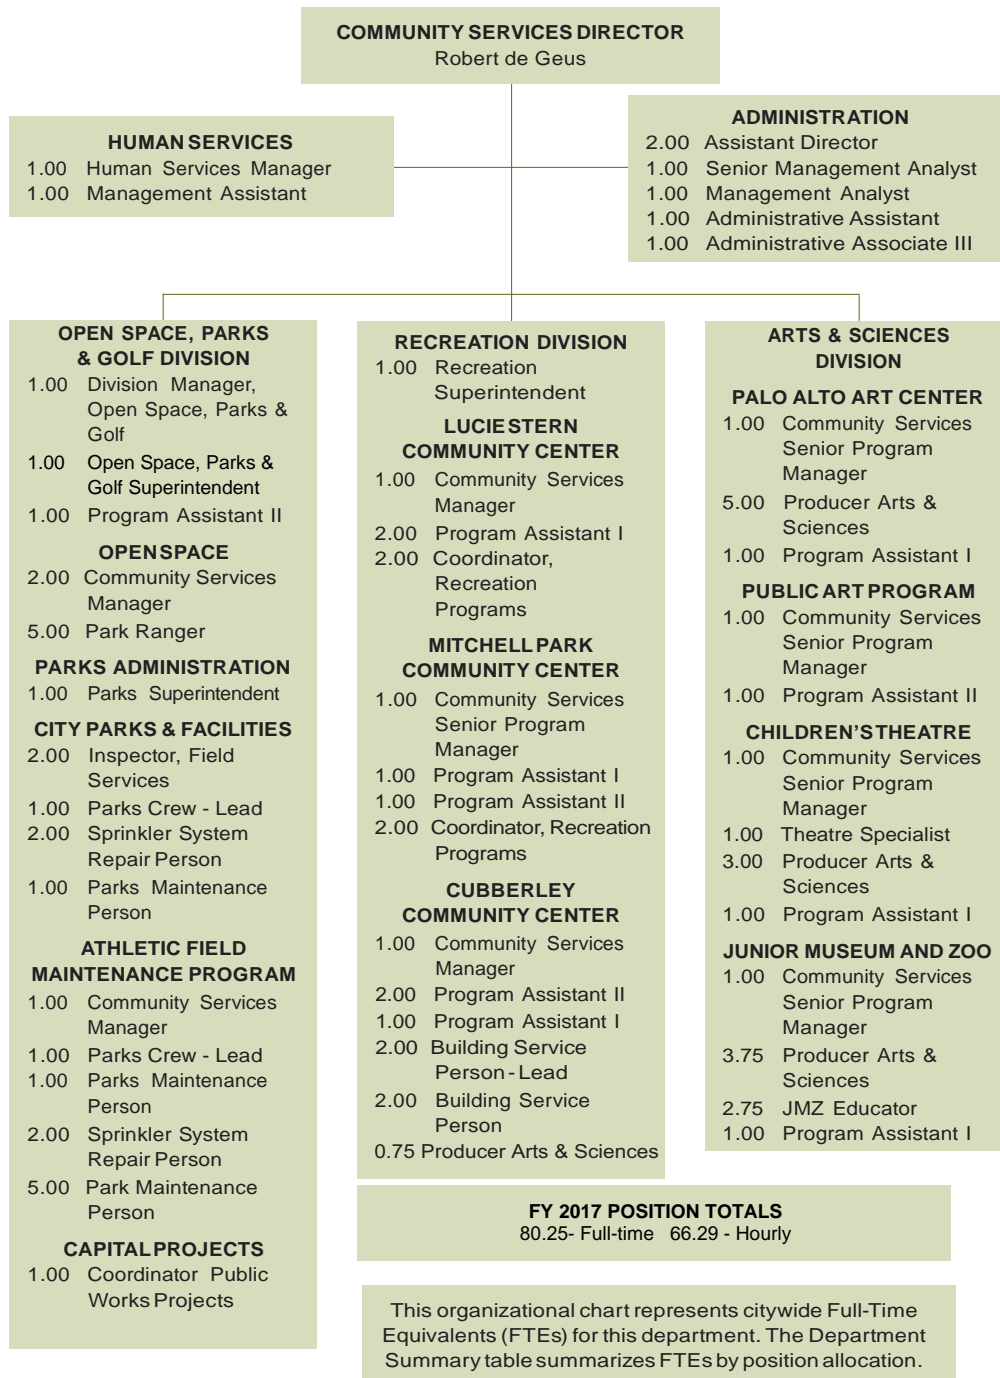 COMMUNITY SERVICES DIRECTOR
Robert de Geus
HUMAN SERVICES
1.00 Human Services Manager
1.00 Management Assistant
ADMINISTRATION
2.00 Assistant Director
1.00 Senior Management Analyst
1.00 Management Analyst
1.00 Administrative Assistant
1.00 Administrative Associate III
OPEN SPACE, PARKS
& GOLF DIVISION
1.00 Division Manager,
Open Space, Parks &
Golf
1.00 Open Space, Parks &
Golf Superintendent
1.00 Program Assistant II
OPEN SPACE
2.00 Community Services
Manager
5.00 Park Ranger
PARKS ADMINISTRATION
1.00 Parks Superintendent
CITY PARKS & FACILITIES
2.00 Inspector, Field
Services
1.00 Parks Crew - Lead
2.00 Sprinkler System
Repair Person
1.00 Parks Maintenance
Person
ATHLETIC FIELD
MAINTENANCE PROGRAM
1.00 Community Services
Manager
1.00 Parks Crew - Lead
1.00 Parks Maintenance
Person
2.00 Sprinkler System
Repair Person
5.00 Park Maintenance
Person
CAPITAL PROJECTS
1.00 Coordinator Public
Works Projects
RECREATION DIVISION
1.00 Recreation
Superintendent
LUCIE STERN
COMMUNITY CENTER
1.00 Community Services
Manager
2.00 Program Assistant I
2.00 Coordinator,
Recreation
Programs
MITCHELL PARK
COMMUNITY CENTER
1.00 Community Services
Senior Program
Manager
1.00 Program Assistant I
1.00 Program Assistant II
2.00 Coordinator, Recreation
Programs
CUBBERLEY
COMMUNITY CENTER
1.00 Community Services
Manager
2.00 Program Assistant II
1.00 Program Assistant I
2.00 Building Service
Person - Lead
2.00 Building Service
Person
0.75 Producer Arts & Sciences
ARTS & SCIENCES
DIVISION
PALO ALTO ART CENTER
1.00 Community Services
Senior Program
Manager
5.00 Producer Arts &
Sciences
1.00 Program Assistant I
PUBLIC ART PROGRAM
1.00 Community Services
Senior Program
Manager
1.00 Program Assistant II
CHILDREN'S THEATRE
1.00 Community Services
Senior Program
Manager
1.00 Theatre Specialist
3.00 Producer Arts &
Sciences
1.00 Program Assistant I
JUNIOR MUSEUM AND ZOO
1.00 Community Services
Senior Program
Manager
3.75 Producer Arts &
Sciences
2.75 JMZ Educator
1.00 Program Assistant I
FY 2017 POSITION TOTALS
80.25- Full-time 66.29 - Hourly
This organizational chart represents citywide Full-Time
Equivalents (FTEs) for this department. The Department
Summary table summarizes FTEs by position allocation.